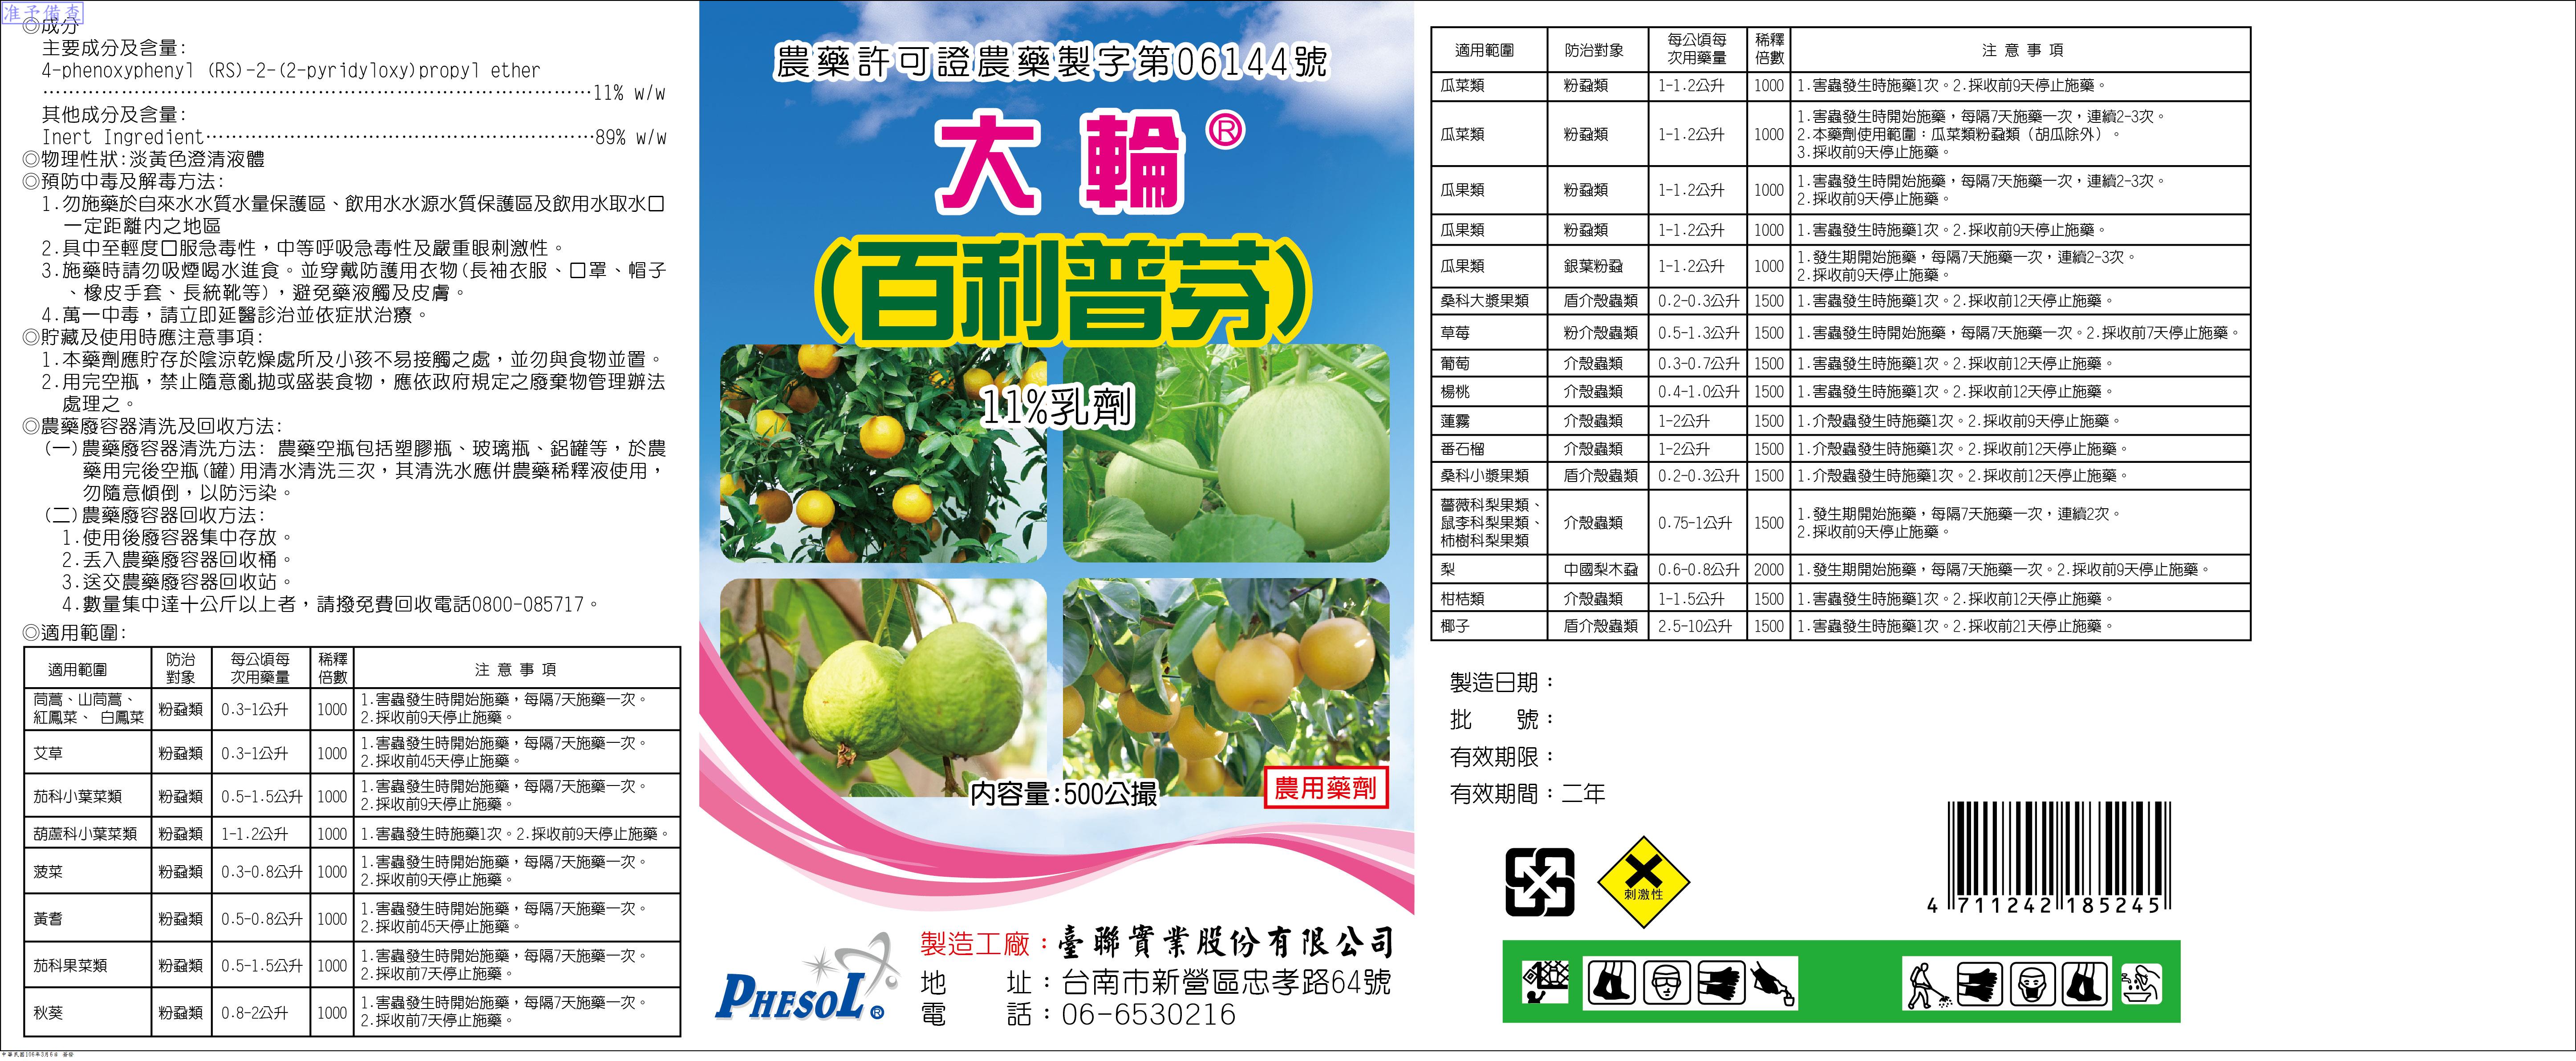 准予備查
◎成分
主要成分及含量:
4-phenoxyphenyl (RS)-2-(2-pyridyloxy)propyl ether
……………………………………………………………………11% w/w
其他成分及含量:
Inert Ingredient………………………………………………89% w/w
◎物理性狀:淡黃色澄清液體
◎預防中毒及解毒方法:
1.勿施藥於自來水水質水量保護區、飲用水水源水質保護區及飲用水取水口
一定距離內之地區
2.具中至輕度口服急毒性，中等呼吸急毒性及嚴重眼刺激性。
3.施藥時請勿吸煙喝水進食。並穿戴防護用衣物(長袖衣服、口罩、帽子
、橡皮手套、長統靴等)，避免藥液觸及皮膚。
4.萬一中毒，請立即延醫診治並依症狀治療。
◎貯藏及使用時應注意事項:
1.本藥劑應貯存於陰涼乾燥處所及小孩不易接觸之處，並勿與食物並置。
2.用完空瓶，禁止隨意亂拋或盛裝食物，應依政府規定之廢棄物管理辦法
處理之。
◎農藥廢容器清洗及回收方法:
(一)農藥廢容器清洗方法: 農藥空瓶包括塑膠瓶、玻璃瓶、鋁罐等，於農
藥用完後空瓶(罐)用清水清洗三次，其清洗水應併農藥稀釋液使用，
勿隨意傾倒，以防污染。
(二)農藥廢容器回收方法:
1.使用後廢容器集中存放。
2.丟入農藥廢容器回收桶。
3.送交農藥廢容器回收站。
4.數量集中達十公斤以上者，請撥免費回收電話0800-085717。
◎適用範圍:
適用範圍 防治對象 每公頃每次用藥量 稀釋倍數 注意事項
茼蒿、山茼蒿、紅鳳菜、 白鳳菜 粉蝨類 0.3-1公升 1000 1.害蟲發生時開始施藥，每隔7天施藥一次。
2.採收前9天停止施藥。
艾草 粉蝨類 0.3-1公升 1000 1.害蟲發生時開始施藥，每隔7天施藥一次。
2.採收前45天停止施藥。
茄科小葉菜類 粉蝨類 0.5-1.5公升 1000 1.害蟲發生時開始施藥，每隔7天施藥一次。
2.採收前9天停止施藥。
葫蘆科小葉菜類 粉蝨類 1-1.2公升 1000 1.害蟲發生時施藥1次。2.採收前9天停止施藥。
菠菜 粉蝨類 0.3-0.8公升 1000 1.害蟲發生時開始施藥，每隔7天施藥一次。
2.採收前9天停止施藥。
黃耆 粉蝨類 0.5-0.8公升 1000 1.害蟲發生時開始施藥，每隔7天施藥一次。
2.採收前45天停止施藥。
茄科果菜類 粉蝨類 0.5-1.5公升 1000 1.害蟲發生時開始施藥，每隔7天施藥一次。
2.採收前7天停止施藥。
秋葵 粉蝨類 0.8-2公升 1000 1.害蟲發生時開始施藥，每隔7天施藥一次。
2.採收前7天停止施藥。
中華民國106年3月6日 簽發
農藥許可證農藥製字第06144號
大輪®
(百利普芬)
11%乳劑
內容量:500公撮
農用藥劑
PHESOL®
製造工廠：臺聯實業股份有限公司
地　　址：台南市新營區忠孝路64號
電　　話：06-6530216
適用範圍 防治對象 每公頃每次用藥量 稀釋倍數 注意事項
瓜菜類 粉蝨類 1-1.2公升 1000 1.害蟲發生時施藥1次。2.採收前9天停止施藥。
瓜菜類 粉蝨類 1-1.2公升 1000 1.害蟲發生時開始施藥，每隔7天施藥一次，連續2-3次。
2.本藥劑使用範圍：瓜菜類粉蝨類（胡瓜除外）。
3.採收前9天停止施藥。
瓜果類 粉蝨類 1-1.2公升 1000 1.害蟲發生時開始施藥，每隔7天施藥一次，連續2-3次。
2.採收前9天停止施藥。
瓜果類 粉蝨類 1-1.2公升 1000 1.害蟲發生時施藥1次。2.採收前9天停止施藥。
瓜果類 銀葉粉蝨 1-1.2公升 1000 1.發生期開始施藥，每隔7天施藥一次，連續2-3次。
2.採收前9天停止施藥。
桑科大漿果類 盾介殼蟲類 0.2-0.3公升 1500 1.害蟲發生時施藥1次。2.採收前12天停止施藥。
草莓 粉介殼蟲類 0.5-1.3公升 1500 1.害蟲發生時開始施藥，每隔7天施藥一次。2.採收前7天停止施藥。
葡萄 介殼蟲類 0.3-0.7公升 1500 1.害蟲發生時施藥1次。2.採收前12天停止施藥。
楊桃 介殼蟲類 0.4-1.0公升 1500 1.害蟲發生時施藥1次。2.採收前12天停止施藥。
蓮霧 介殼蟲類 1-2公升 1500 1.介殼蟲發生時施藥1次。2.採收前9天停止施藥。
番石榴 介殼蟲類 1-2公升 1500 1.介殼蟲發生時施藥1次。2.採收前12天停止施藥。
桑科小漿果類 盾介殼蟲類 0.2-0.3公升 1500 1.介殼蟲發生時施藥1次。2.採收前12天停止施藥。
薔薇科梨果類、鼠李科梨果類、柿樹科梨果類 介殼蟲類 0.75-1公升 1500 1.發生期開始施藥，每隔7天施藥一次，連續2次。
2.採收前9天停止施藥。
梨 中國梨木蝨 0.6-0.8公升 2000 1.發生期開始施藥，每隔7天施藥一次。2.採收前9天停止施藥。
柑桔類 介殼蟲類 1-1.5公升 1500 1.害蟲發生時施藥1次。2.採收前12天停止施藥。
椰子 盾介殼蟲類 2.5-10公升 1500 1.害蟲發生時施藥1次。2.採收前21天停止施藥。
製造日期：
批　　號：
有效期限：
有效期間：二年
刺激性
4 711242 185245